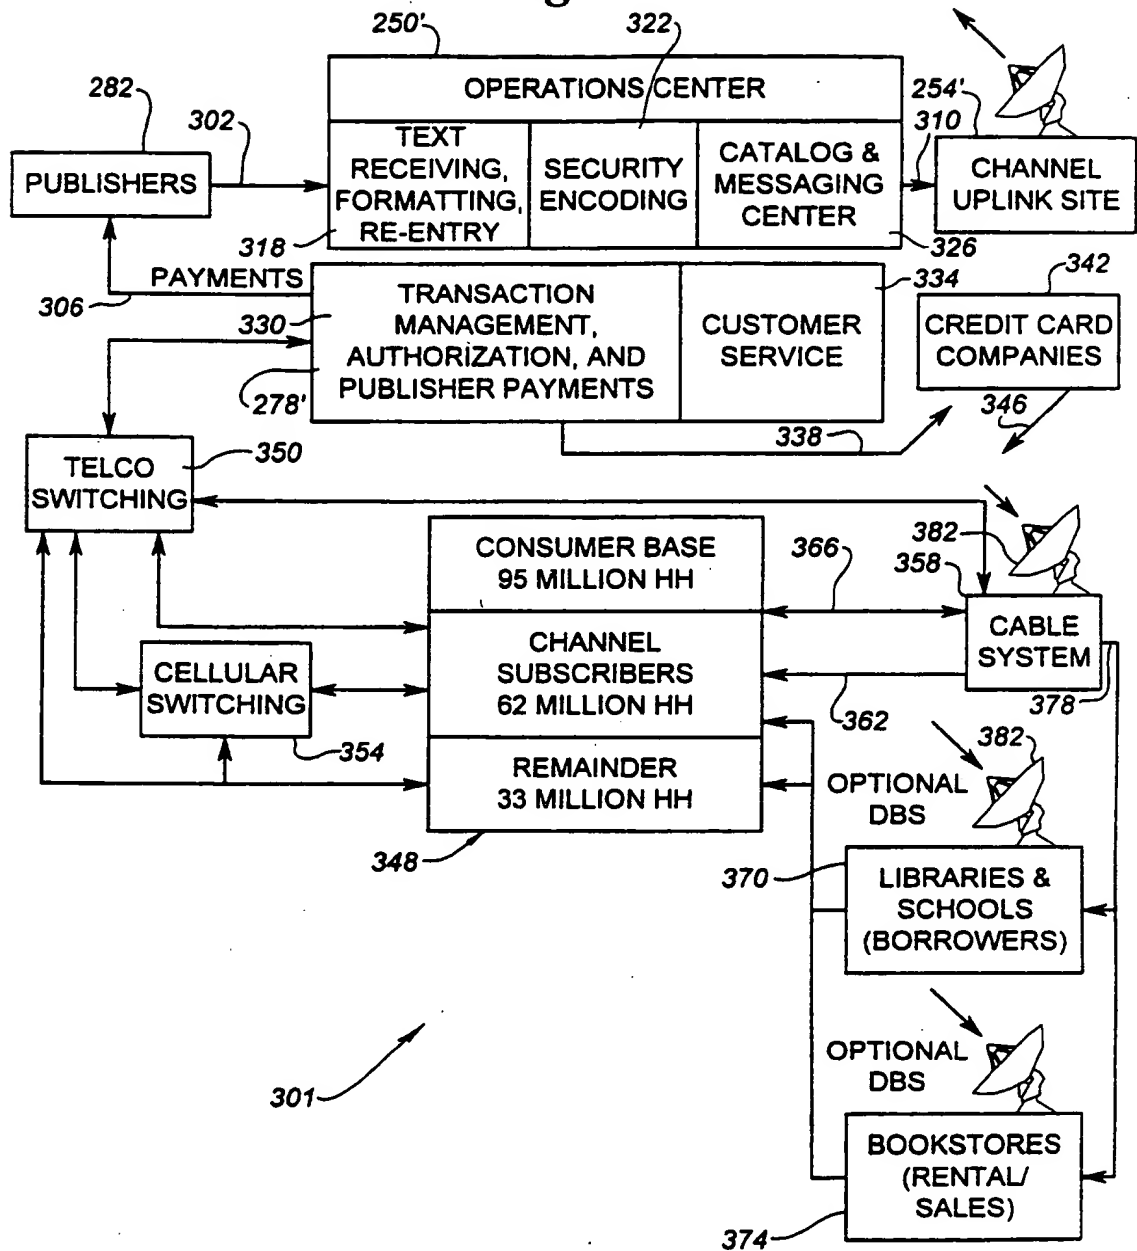 g
322
250'
282
302
OPERATIONS CENTER
254'
310
PUBLISHERS
TEXT
RECEIVING,
FORMATTING,
RE-ENTRY
318
SECURITY
ENCODING
CATALOG &
MESSAGING
CENTER
326
CHANNEL
UPLINK SITE
PAYMENTS
306
330
TRANSACTION
MANAGEMENT,
AUTHORIZATION, AND
PUBLISHER PAYMENTS
278'
CUSTOMER
SERVICE
334
342
CREDIT CARD
COMPANIES
346
338
TELCO
SWITCHING
350
CONSUMER BASE
95 MILLION HH
366
382
358
CHANNEL
SUBSCRIBERS
62 MILLION HH
CABLE
SYSTEM
CELLULAR
SWITCHING
354
362
378
REMAINDER
33 MILLION HH
348
382
OPTIONAL
DBS
370
LIBRARIES &
SCHOOLS
(BORROWERS)
301
OPTIONAL
DBS
BOOKSTORES
(RENTAL/
SALES)
374